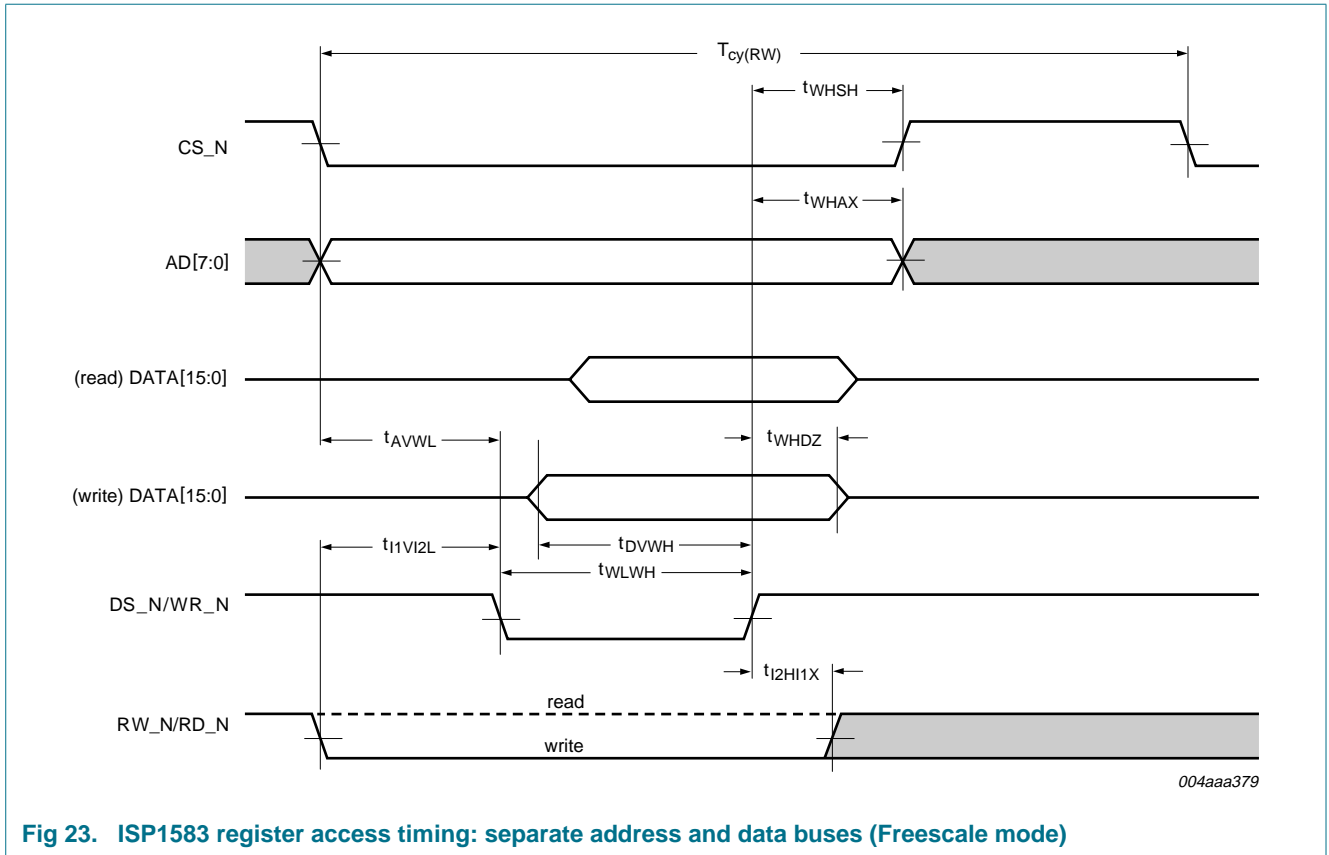 Tcy(RW)
tWHSH
CS_N
tWHAX
AD[7:0]
(read) DATA[15:0]
tAVWL
tWHDZ
(write) DATA[15:0]
tI1VI2L
tDVWH
tWLWH
DS_N/WR_N
tI2HI1X
read
RW_N/RD_N
write
004aaa379
Fig 23. ISP1583 register access timing: separate address and data buses (Freescale mode)